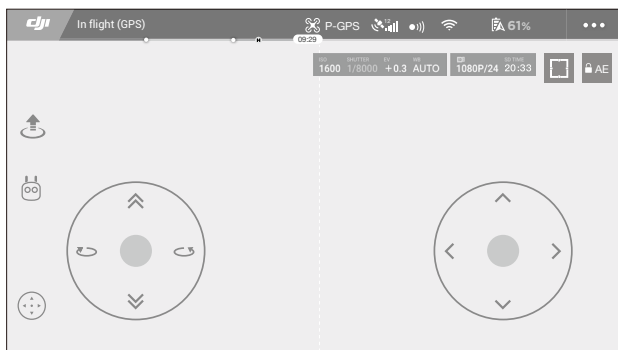 dji In flight (GPS) P-GPS 12 61%
H 09:29
ISO SHUTTER EV WB
1600 1/8000 +0.3 AUTO 1080P/24 20:33 AE